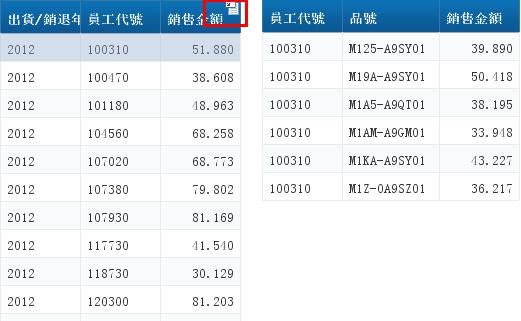 出貨/銷退年 員工代號 銷售金額
2012 100310 51.880
2012 100470 38.608
2012 101180 48.963
2012 104560 68.258
2012 107020 68.773
2012 107380 79.802
2012 107930 81.169
2012 117730 41.540
2012 118730 30.129
2012 120300 81.203
員工代號 品號 銷售金額
100310 M125-A9SY01 39.890
100310 M19A-A9SY01 50.418
100310 M1A5-A9QT01 38.195
100310 M1AM-A9GM01 33.948
100310 M1KA-A9SY01 43.227
100310 M1Z-0A9SZ01 36.217